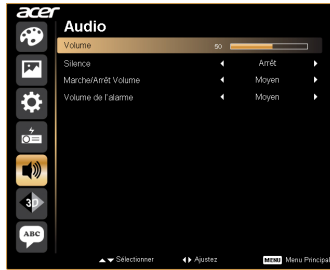 acer
Audio
Volume 50
Silence Arrêt
Marche/Arrêt Volume Moyen
Volume de l'alarme Moyen
3D
ABC
Sélectionner Ajustez MENU Menu Principal